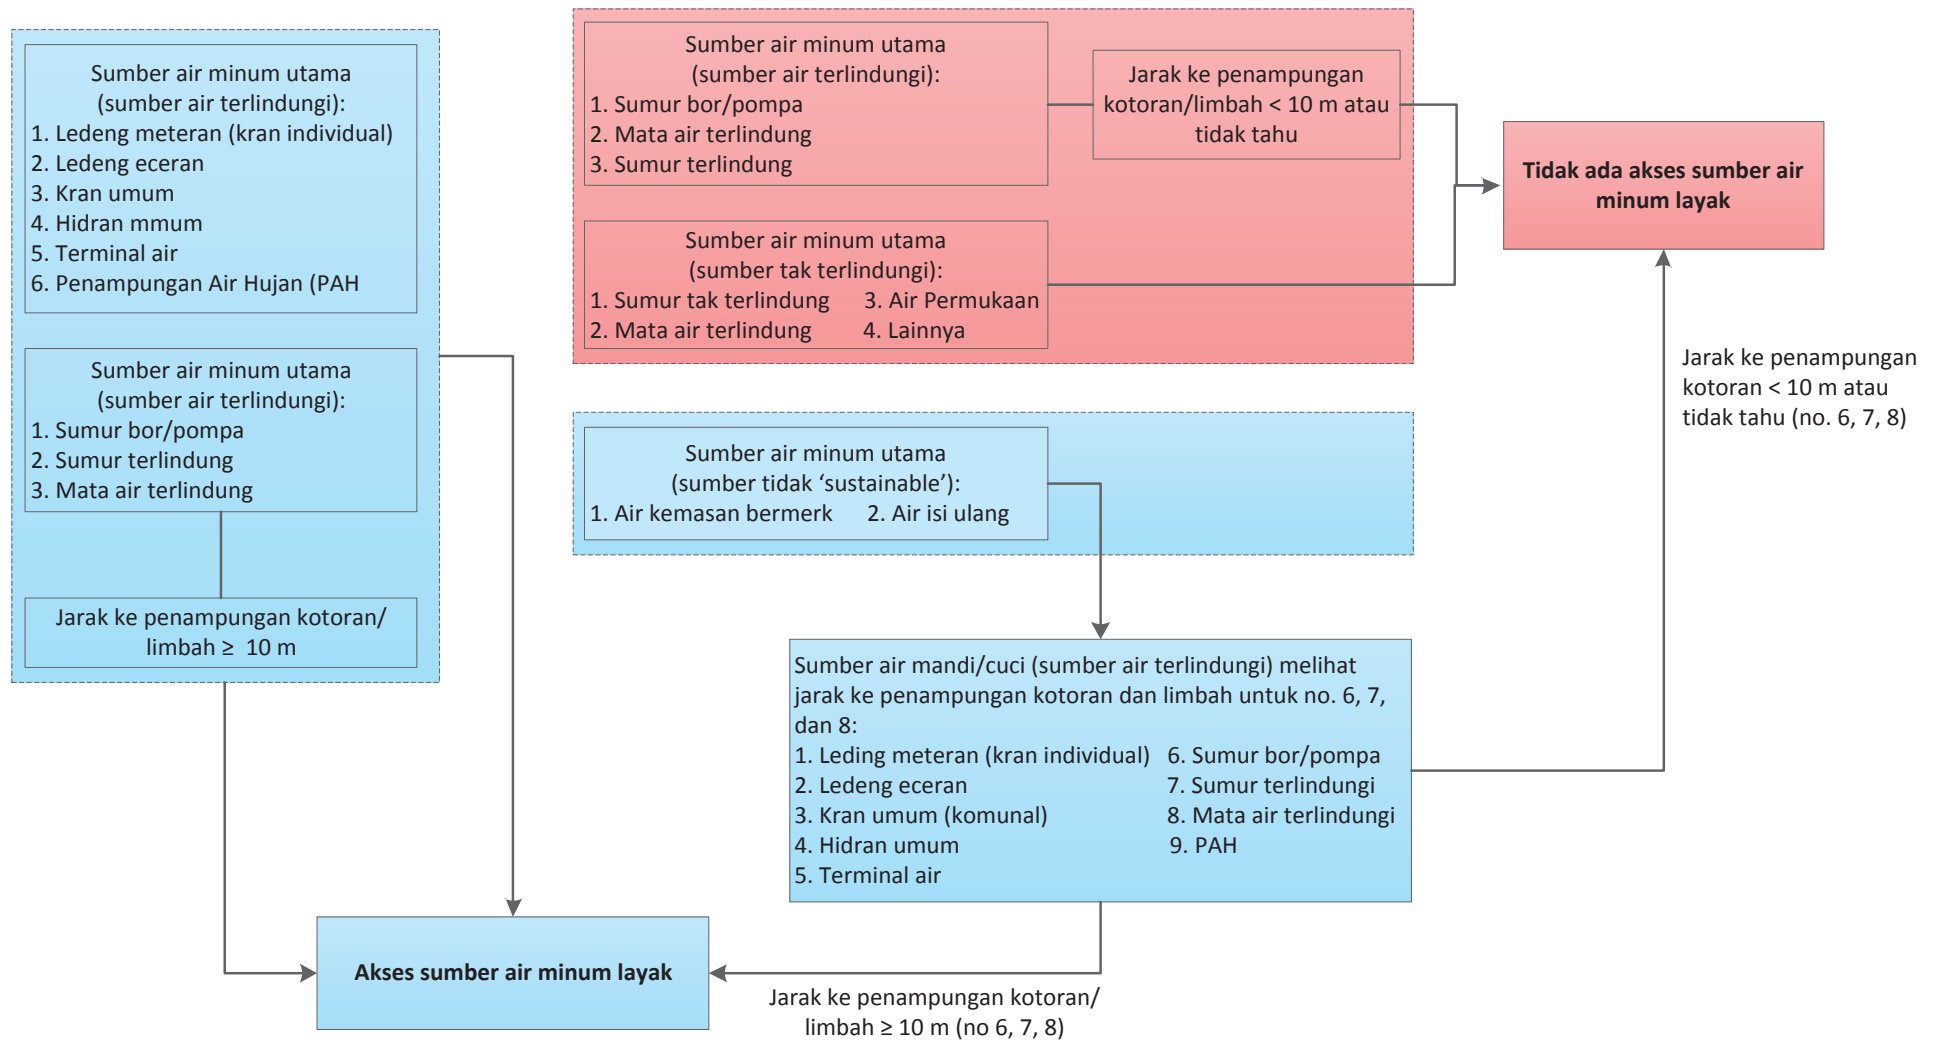 Sumber air minum utama
(sumber air terlindungi):
1. Ledeng meteran (kran individual)
2. Ledeng eceran
3. Kran umum
4. Hidran mmum
5. Terminal air
6. Penampungan Air Hujan (PAH
Sumber air minum utama
(sumber air terlindungi):
1. Sumur bor/pompa
2. Sumur terlindung
3. Mata air terlindung
Jarak ke penampungan kotoran/
limbah ≥ 10 m
Sumber air minum utama
(sumber air terlindungi):
1. Sumur bor/pompa
2. Mata air terlindung
3. Sumur terlindung
Jarak ke penampungan
kotoran/limbah < 10 m atau
tidak tahu
Sumber air minum utama
(sumber tak terlindungi):
1. Sumur tak terlindung 3. Air Permukaan
2. Mata air terlindung 4. Lainnya
Tidak ada akses sumber air
minum layak
Jarak ke penampungan
kotoran < 10 m atau
tidak tahu (no. 6, 7, 8)
Sumber air minum utama
(sumber tidak ‘sustainable’):
1. Air kemasan bermerk 2. Air isi ulang
Sumber air mandi/cuci (sumber air terlindungi) melihat
jarak ke penampungan kotoran dan limbah untuk no. 6, 7,
dan 8:
1. Leding meteran (kran individual) 6. Sumur bor/pompa
2. Ledeng eceran 7. Sumur terlindungi
3. Kran umum (komunal) 8. Mata air terlindungi
4. Hidran umum 9. PAH
5. Terminal air
Akses sumber air minum layak
Jarak ke penampungan kotoran/
limbah ≥ 10 m (no 6, 7, 8)